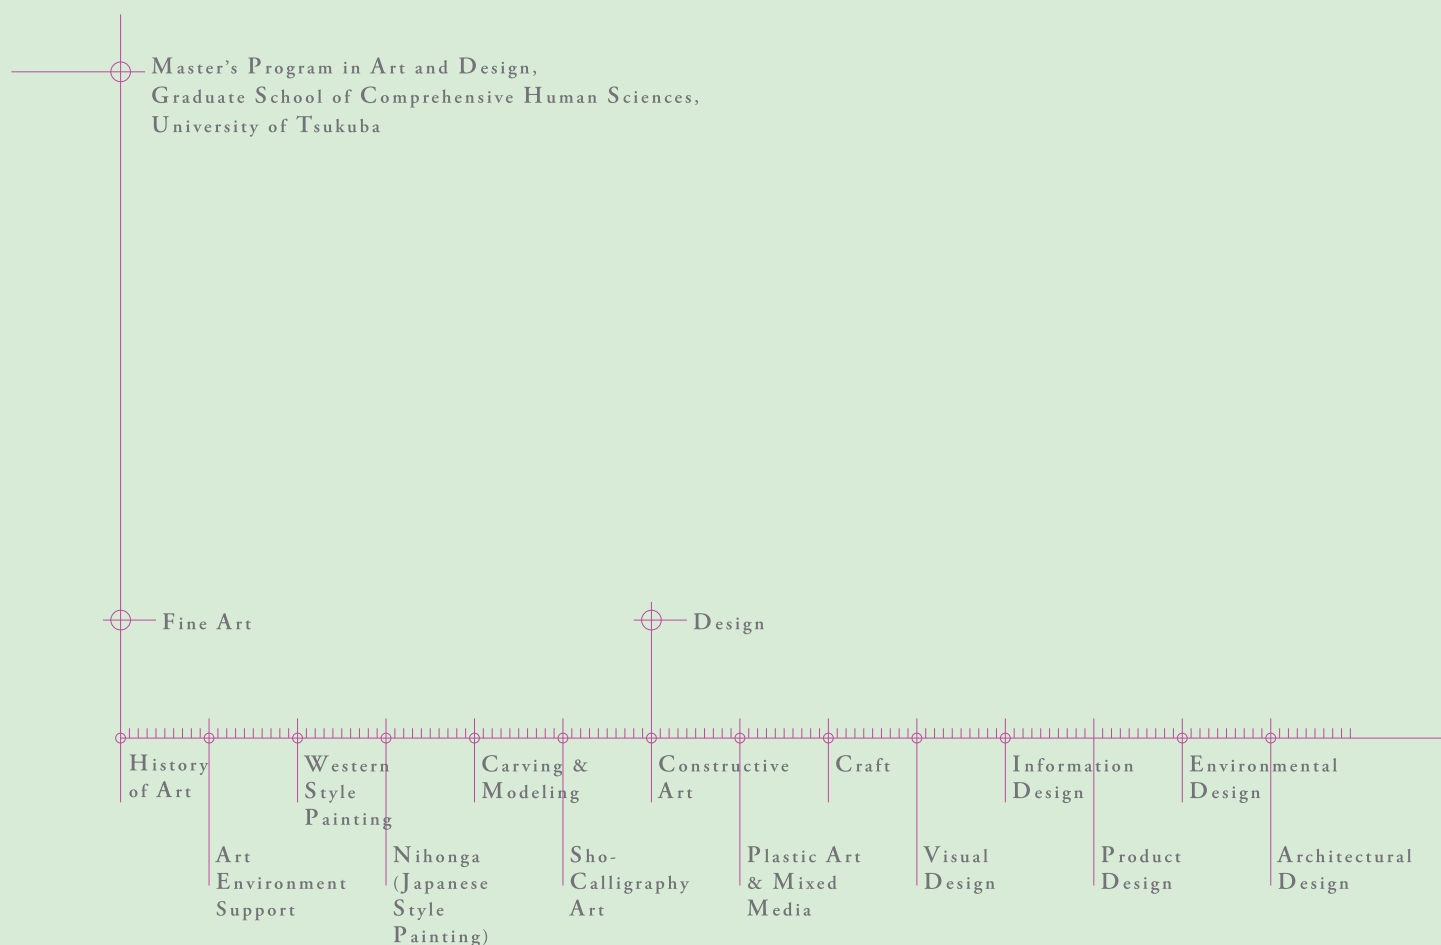 Master’s Program in Art and Design,
Graduate School of Comprehensive Human Sciences,
University of Tsukuba
Fine Art
Design
History
of Art
Western
Style
Painting
Carving &
Modeling
Constructive
Art
Craft
Information
Design
Environmental
Design
Art
Environment
Support
Nihonga
(Japanese
Style
Painting)
Sho-
Calligraphy
Art
Plastic Art
& Mixed
Media
Visual
Design
Product
Design
Architectural
Design